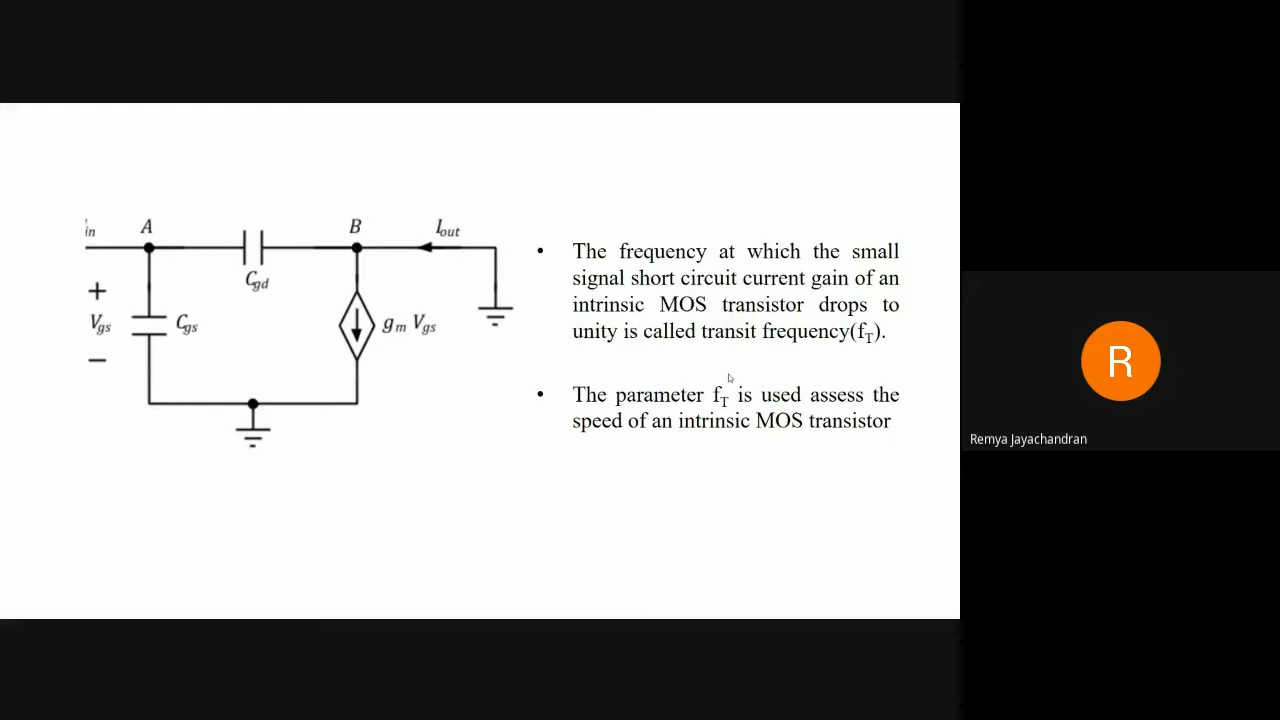 in A B Iout
Cgd
+
Vgs Cgs gm Vgs
−
• The frequency at which the small
signal short circuit current gain of an
intrinsic MOS transistor drops to
unity is called transit frequency(fT).
• The parameter fT is used assess the
speed of an intrinsic MOS transistor
R
Remya Jayachandran